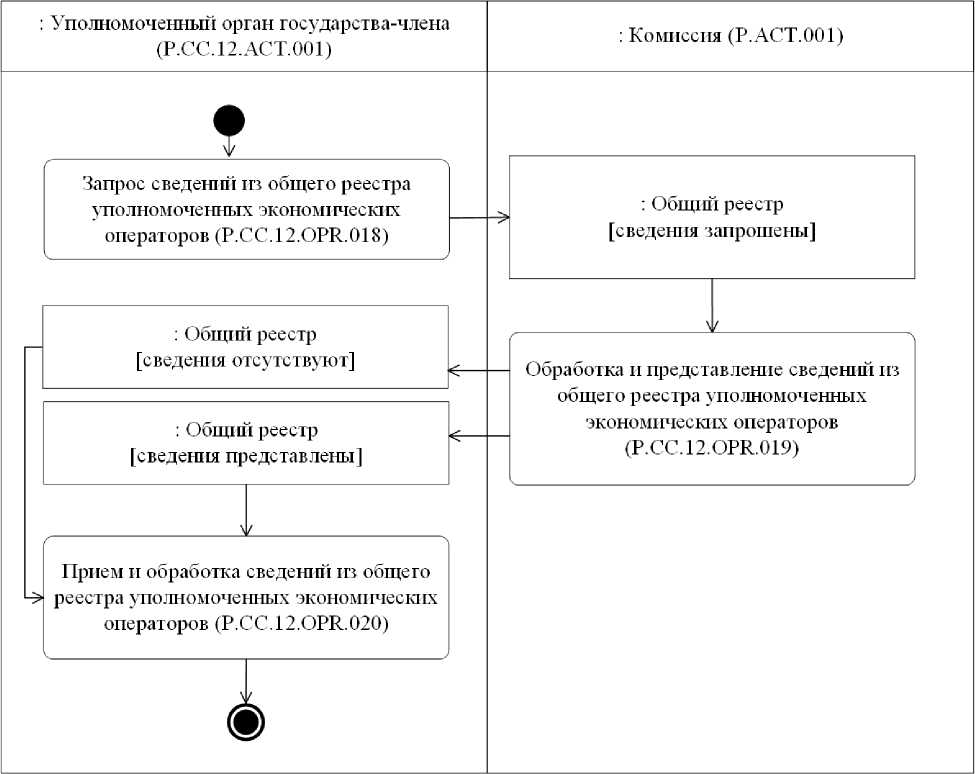 : Уполномоченный орган государства-члена
(P.CC.12.ACT.001)
: Комиссия (P.ACT.001)
Запрос сведений из общего реестра
уполномоченных экономических
операторов (P.CC.12.OPR.018)
: Общий реестр
[сведения запрошены]
: Общий реестр
[сведения отсутствуют]
Обработка и представление сведений из
общего реестра уполномоченных
экономических операторов
(P.CC.12.OPR.019)
: Общий реестр
[сведения представлены]
Прием и обработка сведений из общего
реестра уполномоченных экономических
операторов (P.CC.12.OPR.020)